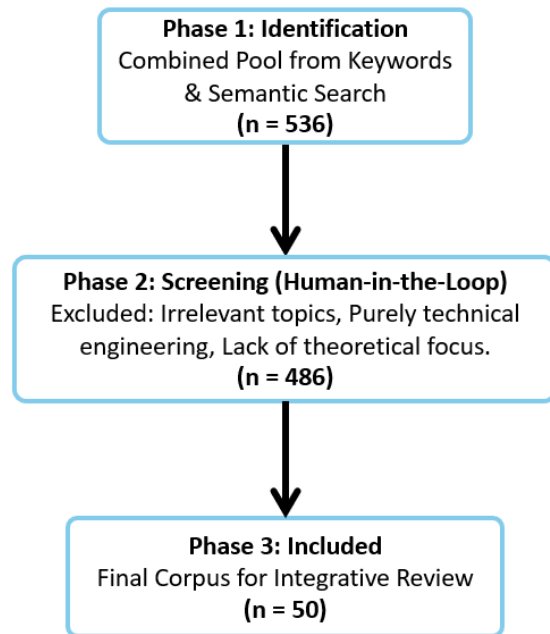 Phase 1: Identification
Combined Pool from Keywords
& Semantic Search
(n = 536)
Phase 2: Screening (Human-in-the-Loop)
Excluded: Irrelevant topics, Purely technical
engineering, Lack of theoretical focus.
(n = 486)
Phase 3: Included
Final Corpus for Integrative Review
(n = 50)